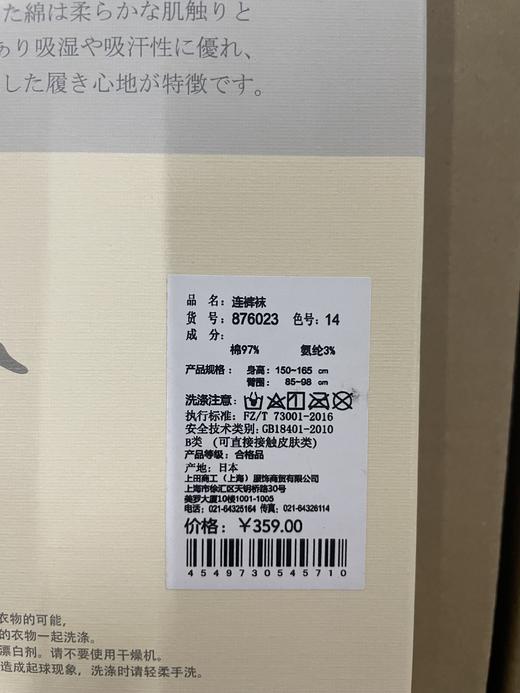 た綿は柔らかな肌触りと
あり吸湿や吸汗性に優れ、
した履き心地が特徴です。
品 名：连裤袜
货 号：876023 色号：14
成 分：
棉97% 氨纶3%
产品规格： 身高：150~165 cm
臀围： 85~98 cm
洗涤注意：
执行标准：FZ/T 73001-2016
安全技术类别：GB18401-2010
B类 (可直接接触皮肤类)
产品等级：合格品
产地：日本
上田商工（上海）服饰商贸有限公司
上海市徐汇区天钥桥路30号
美罗大厦10楼1001-1005
电话：021-64325164 传真：021-64326114
价格：￥359.00
4549730545710
衣物的可能，
的衣物一起洗涤。
漂白剂。请不要使用干燥机。
造成起球现象，洗涤时请轻柔手洗。